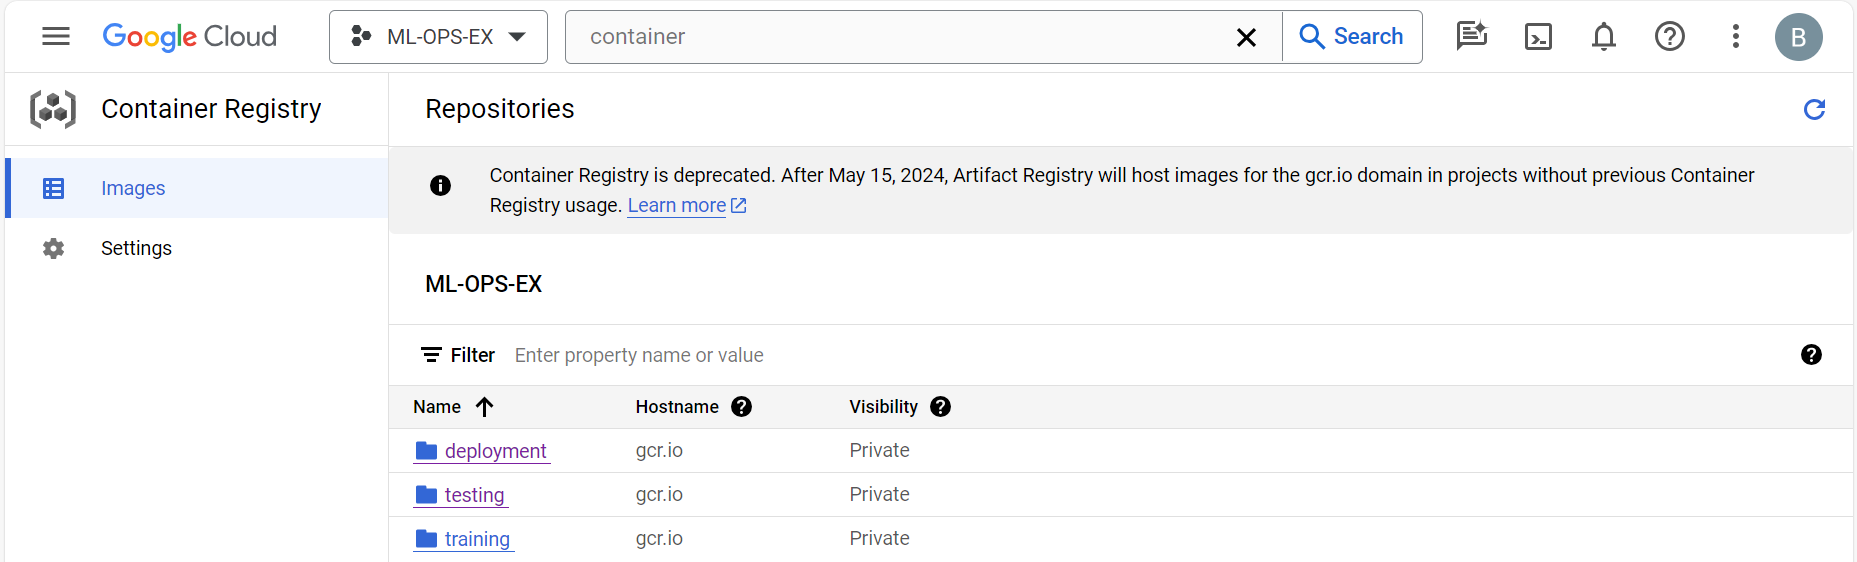 Google Cloud
ML-OPS-EX
container
Search
B
Container Registry
Repositories
Images
Settings
Container Registry is deprecated. After May 15, 2024, Artifact Registry will host images for the gcr.io domain in projects without previous Container
Registry usage. Learn more
ML-OPS-EX
Filter Enter property name or value
Name Hostname Visibility
deployment gcr.io Private
testing gcr.io Private
training gcr.io Private